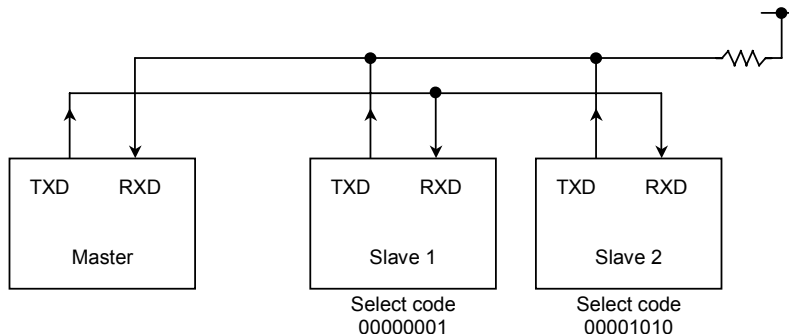 TXD RXD
Master
TXD RXD
Slave 1
Select code
00000001
TXD RXD
Slave 2
Select code
00001010